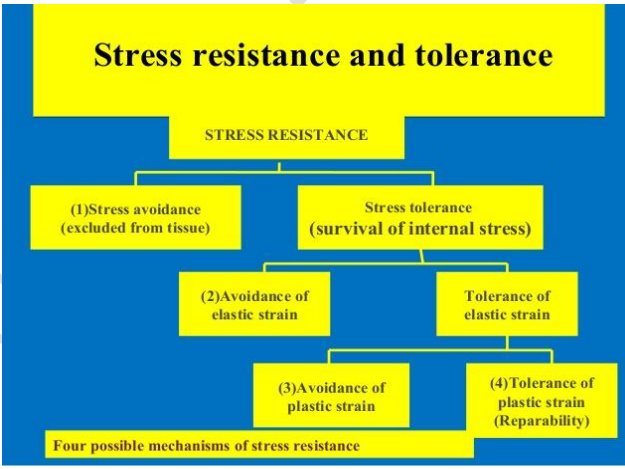 Stress resistance and tolerance
STRESS RESISTANCE
(1)Stress avoidance
(excluded from tissue)
Stress tolerance
(survival of internal stress)
(2)Avoidance of
elastic strain
Tolerance of
elastic strain
(3)Avoidance of
plastic strain
(4)Tolerance of
plastic strain
(Reparability)
Four possible mechanisms of stress resistance